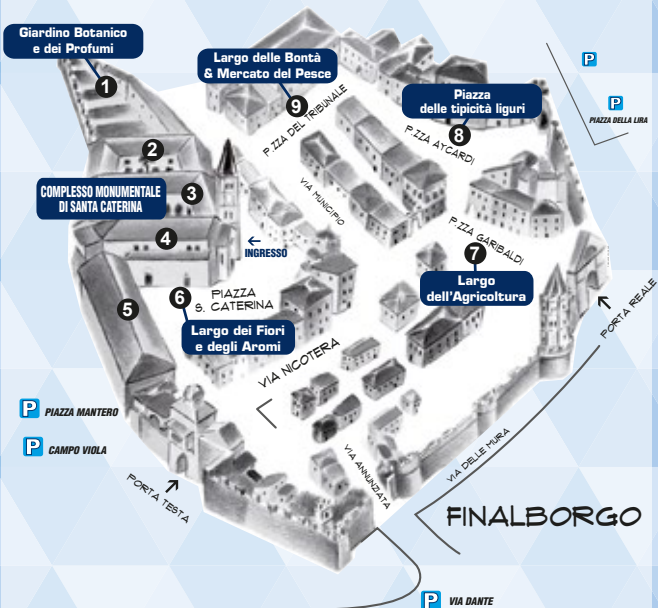 Giardino Botanico
e dei Profumi
1
Largo delle Bontà
& Mercato del Pesce
9
P.ZZA DEL TRIBUNALE
Piazza
delle tipicità liguri
8
P.ZZA AYCARDI
P
P
PIAZZA DELLA LIRA
2
COMPLESSO MONUMENTALE
DI SANTA CATERINA
3
4
VIA MUNICIPIO
INGRESSO
P.ZZA GARIBALDI
7
Largo
dell'Agricoltura
5
6
PIAZZA
S. CATERINA
Largo dei Fiori
e degli Aromi
PORTA REALE
VIA NICOTERA
P PIAZZA MANTERO
P CAMPO VIOLA
PORTA TESTA
VIA ANNUNZIATA
VIA DELLE MURA
FINALBORGO
P VIA DANTE